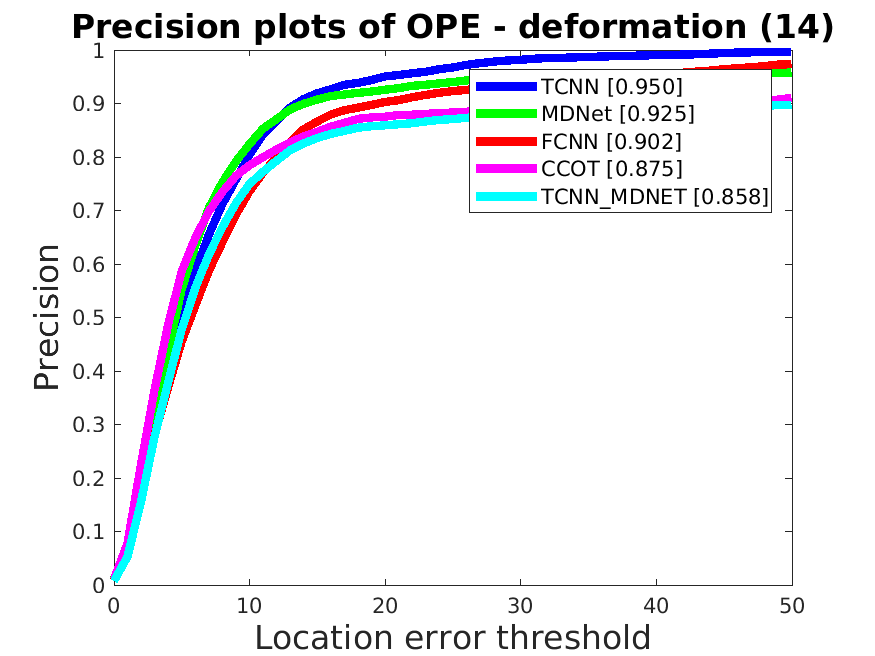 Precision plots of OPE - deformation (14)
1
0.9
0.8
0.7
0.6
0.5
0.4
0.3
0.2
0.1
0
Precision
TCNN [0.950]
MDNet [0.925]
FCNN [0.902]
CCOT [0.875]
TCNN_MDNET [0.858]
0 10 20 30 40 50
Location error threshold